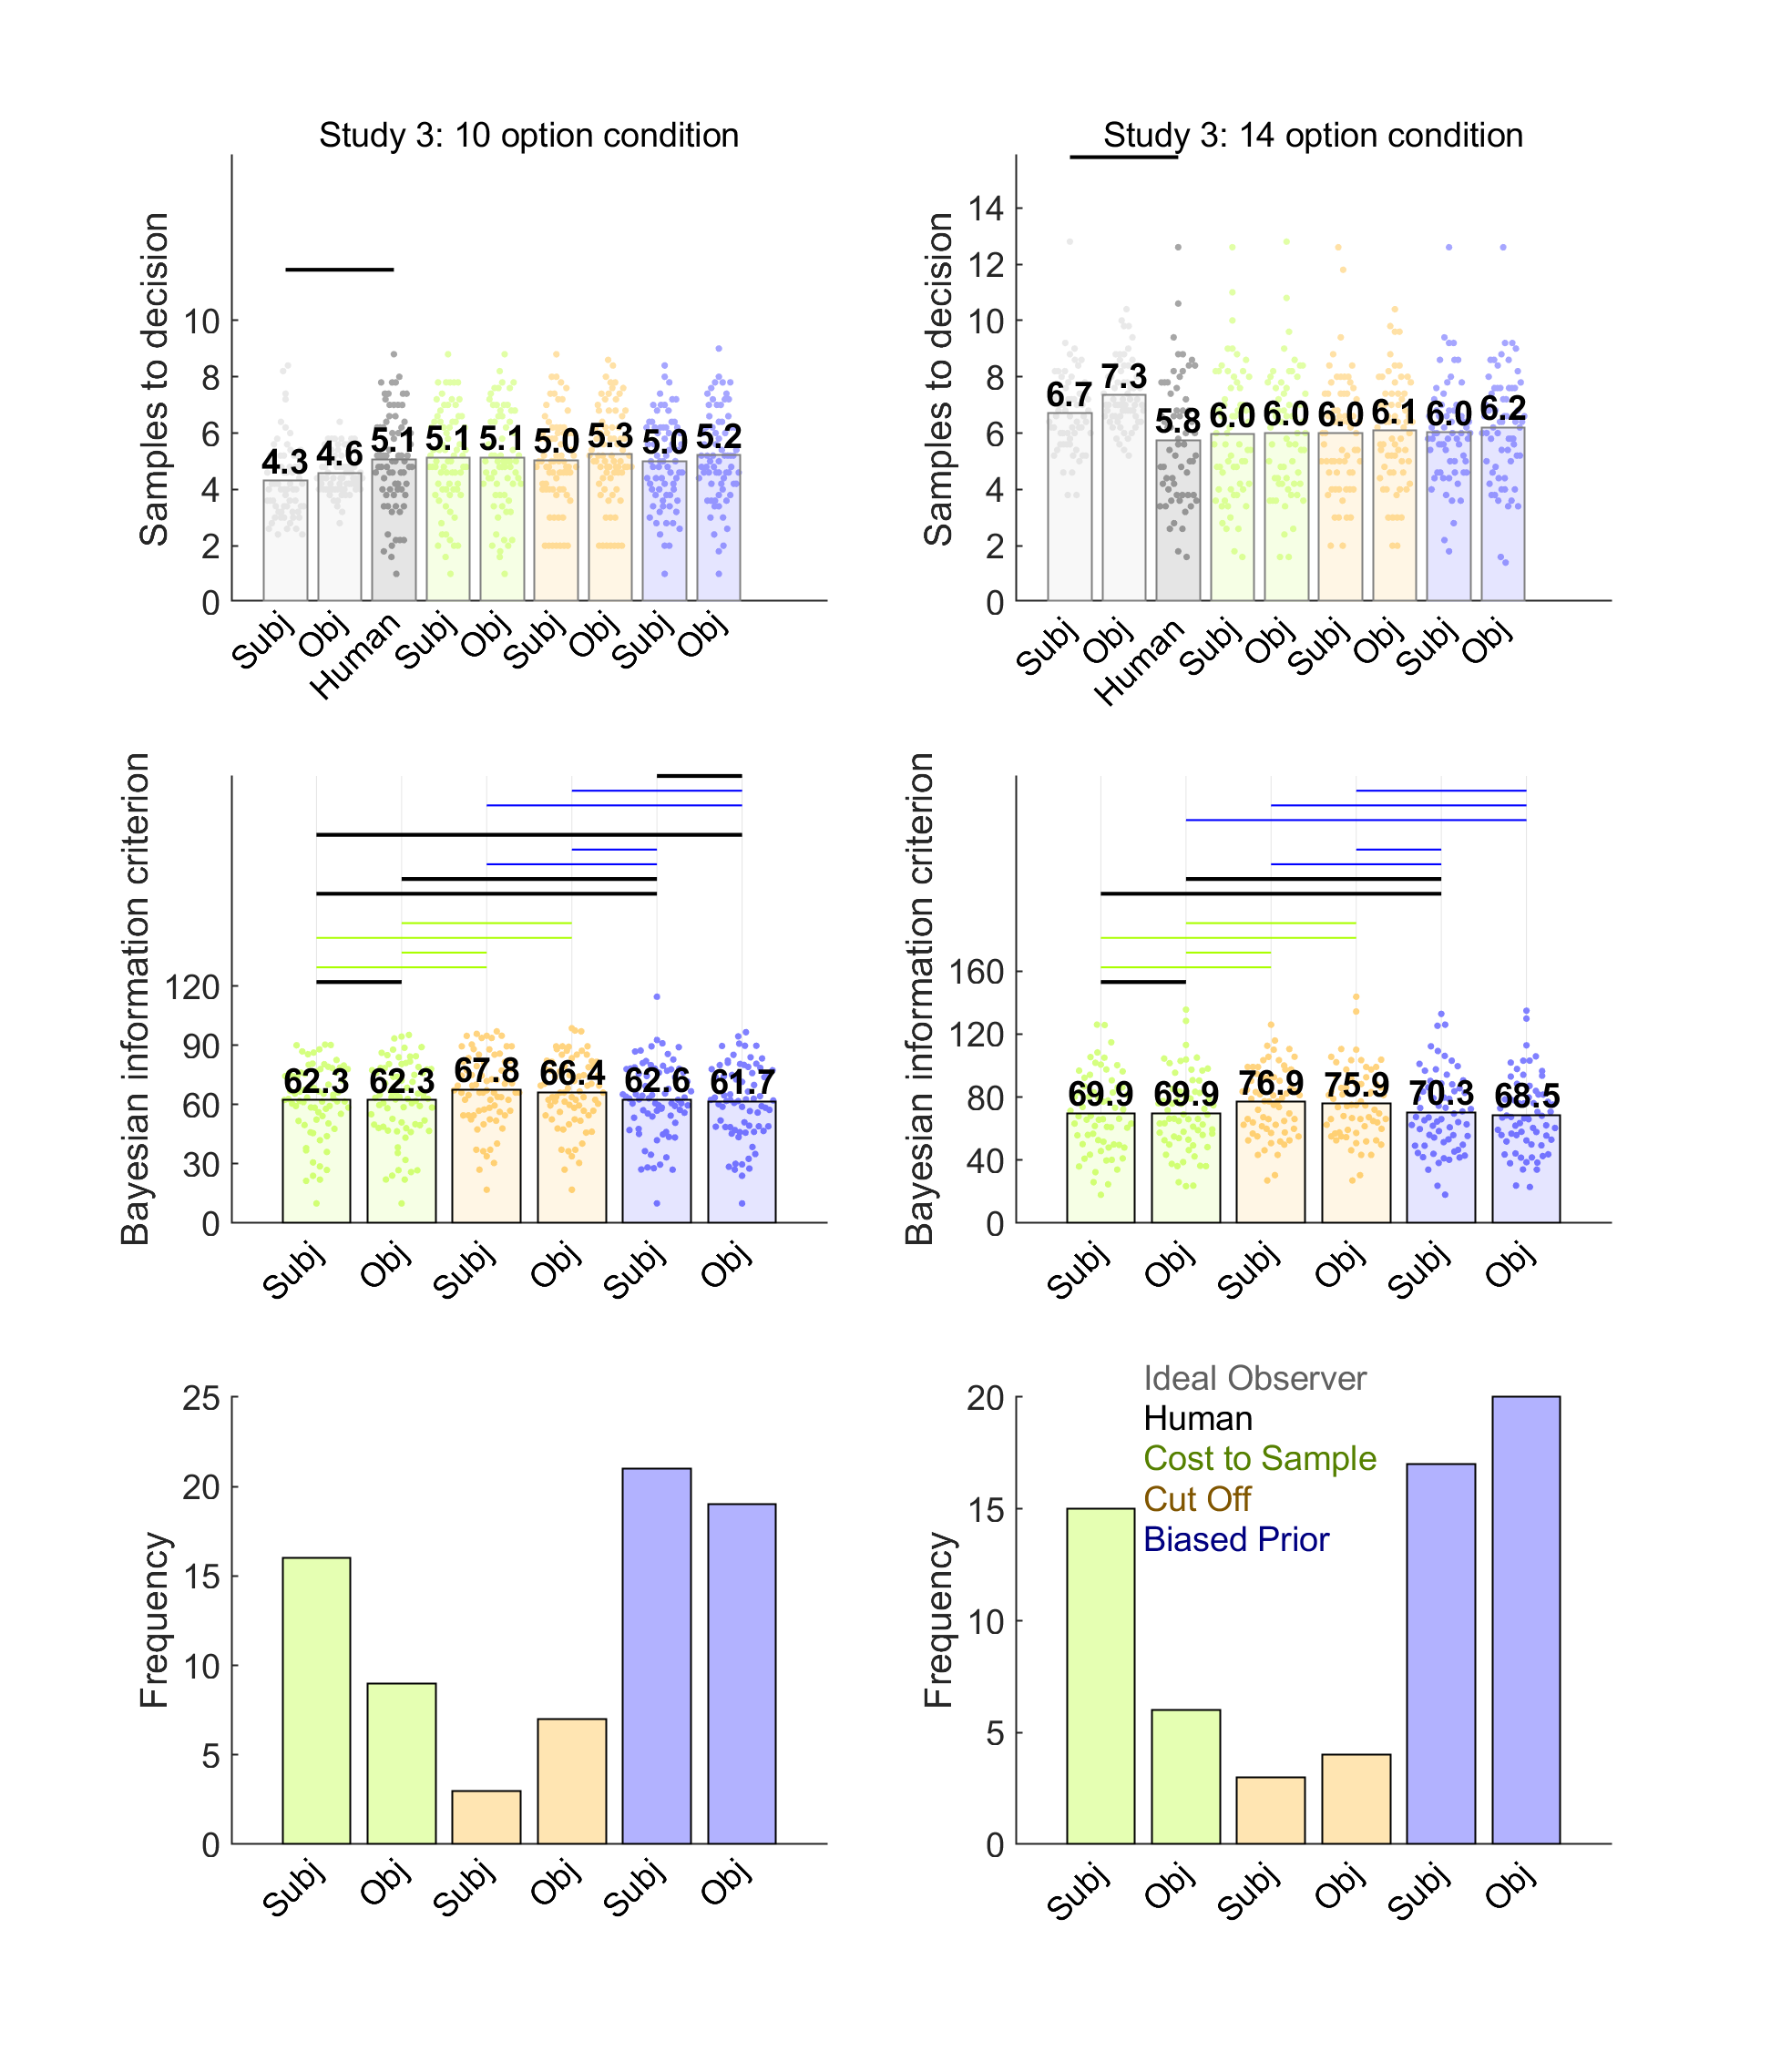 Study 3: 10 option condition
Samples to decision
10
8
6
4
2
0
4.3 4.6 5.1 5.1 5.1 5.0 5.3 5.0 5.2
Subj Obj Human Subj Obj Subj Obj Subj Obj
Study 3: 14 option condition
Samples to decision
14
12
10
8
6
4
2
0
6.7 7.3 5.8 6.0 6.0 6.0 6.1 6.0 6.2
Subj Obj Human Subj Obj Subj Obj Subj Obj
Bayesian information criterion
120
90
60
30
0
62.3 62.3 67.8 66.4 62.6 61.7
Subj Obj Subj Obj Subj Obj
Bayesian information criterion
160
120
80
40
0
69.9 69.9 76.9 75.9 70.3 68.5
Subj Obj Subj Obj Subj Obj
Frequency
25
20
15
10
5
0
Subj Obj Subj Obj Subj Obj
Frequency
20
15
10
5
0
Ideal Observer
Human
Cost to Sample
Cut Off
Biased Prior
Subj Obj Subj Obj Subj Obj